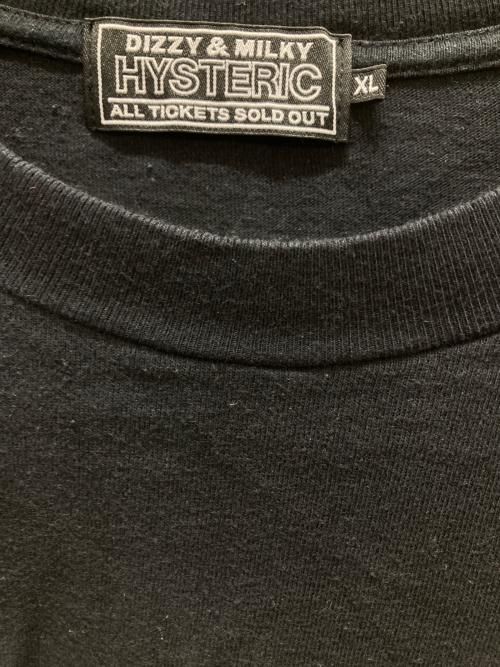 DIZZY & MILKY
HYSTERIC
XL
ALL TICKETS SOLD OUT